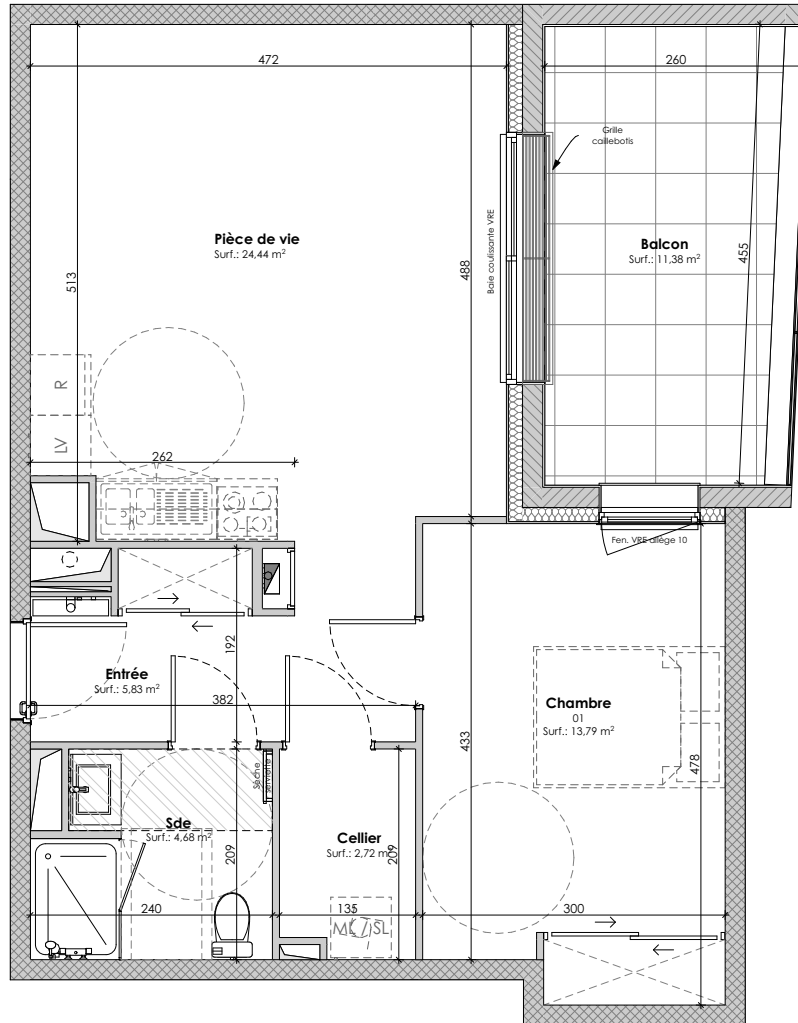 472
260
Grille
caillebotis
Pièce de vie
Surf.: 24,44 m²
Baie coulissante VRE
Balcon
Surf.: 11,38 m²
455
513
488
R
LV
262
Fen. VRE allège 10
192
Entrée
Surf.: 5,83 m²
382
Chambre
01
Surf.: 13,79 m²
433
478
Sèche
serviette
Sde
Surf.: 4,68 m²
209
Cellier
Surf.: 2,72 m²
209
240
135
300
ML / SL